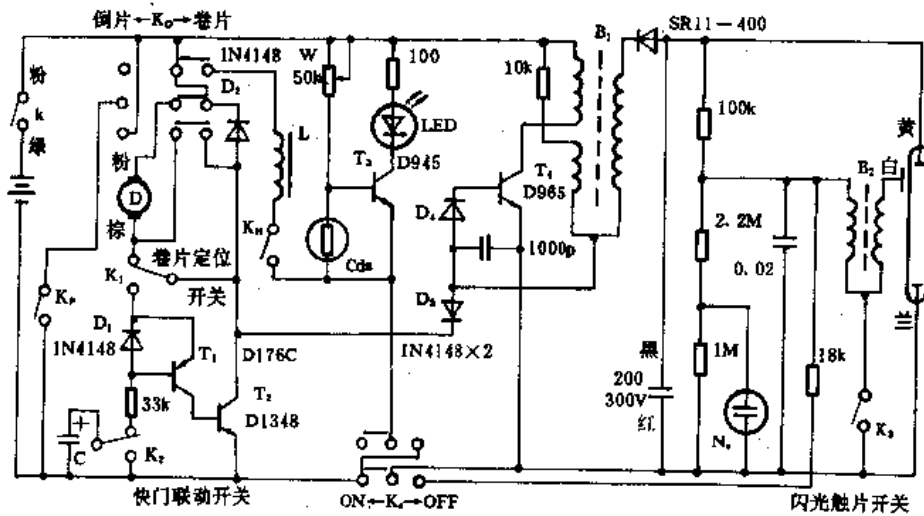 倒片←K₀→卷片
1N4148
W
50k
100
10k
B₁
SR11-400
粉
k
绿
D₂
L
LED
T₃
D945
T₄
D965
100k
黄
粉
D
棕
Kₙ
Cds
D₄
1000p
B₂
白
2.2M
0.02
卷片定位
开关
K₁
D₃
兰
D₁
1N4148
T₁
D176C
1N4148×2
黑
200
300V
红
1M
18k
33k
T₂
D1348
C
+
K₂
K₃
快门联动开关
ON←K₄→OFF
闪光触片开关